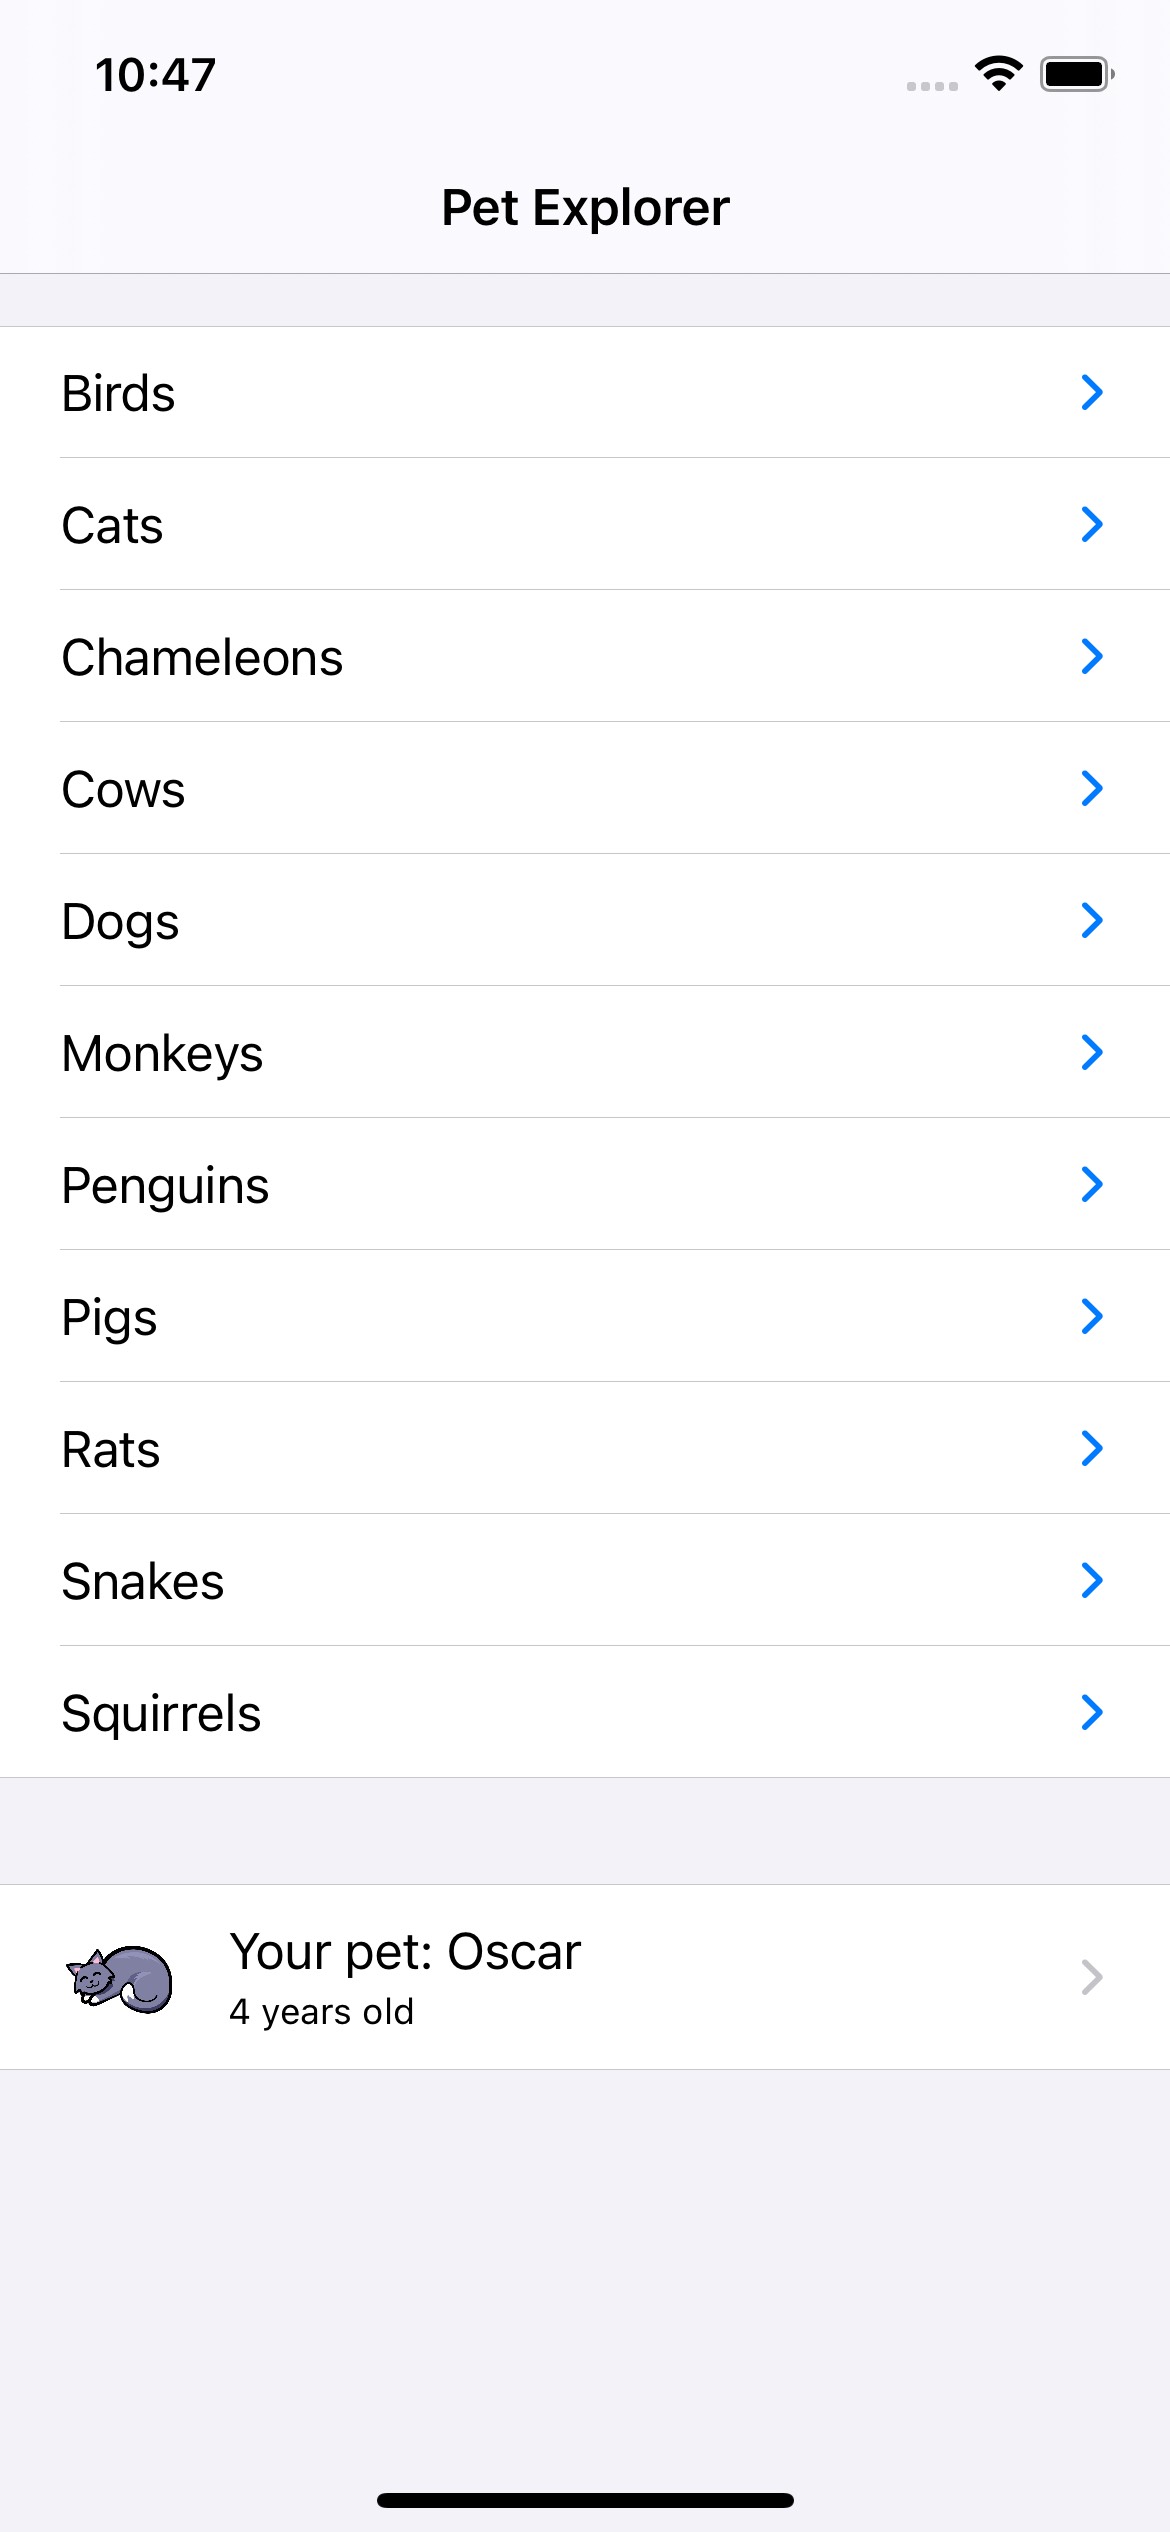 10:47
Pet Explorer
Birds
Cats
Chameleons
Cows
Dogs
Monkeys
Penguins
Pigs
Rats
Snakes
Squirrels
Your pet: Oscar
4 years old